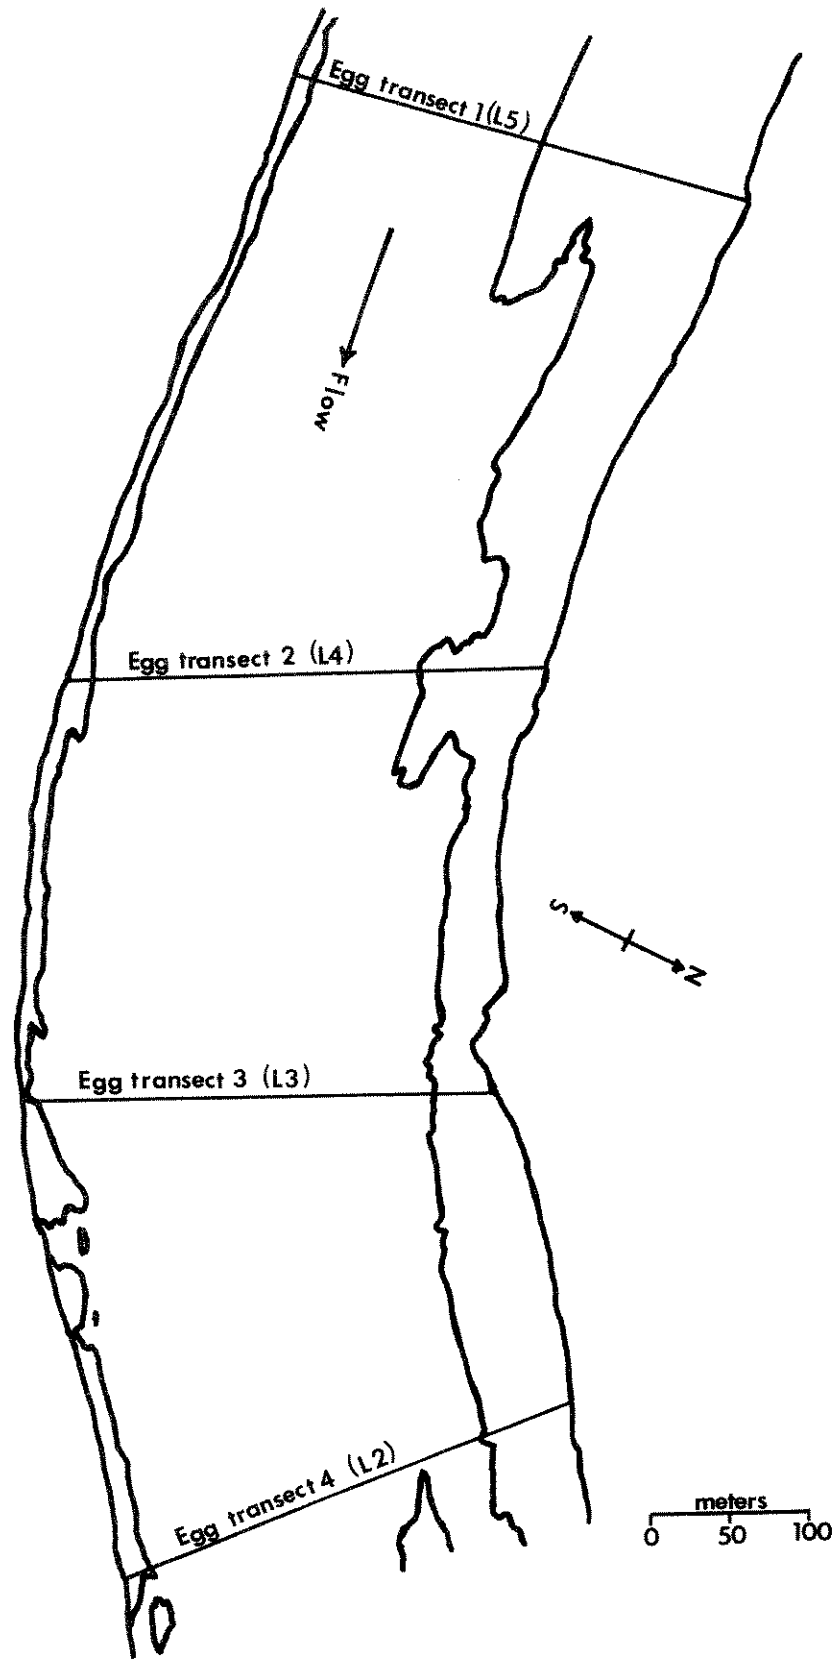 Egg transect 1(L5)
Flow
Egg transect 2 (L4)
S
N
Egg transect 3 (L3)
Egg transect 4 (L2)
meters
0 50 100